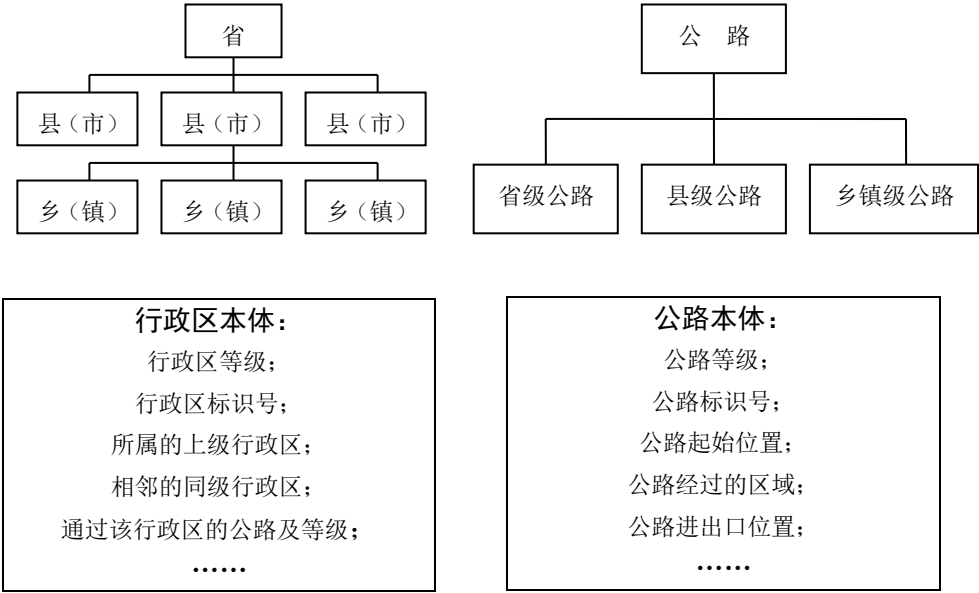 省
县（市）
县（市）
县（市）
乡（镇）
乡（镇）
乡（镇）
公 路
省级公路
县级公路
乡镇级公路
行政区本体：
行政区等级；
行政区标识号；
所属的上级行政区；
相邻的同级行政区；
通过该行政区的公路及等级；
……
公路本体：
公路等级；
公路标识号；
公路起始位置；
公路经过的区域；
公路进出口位置；
……